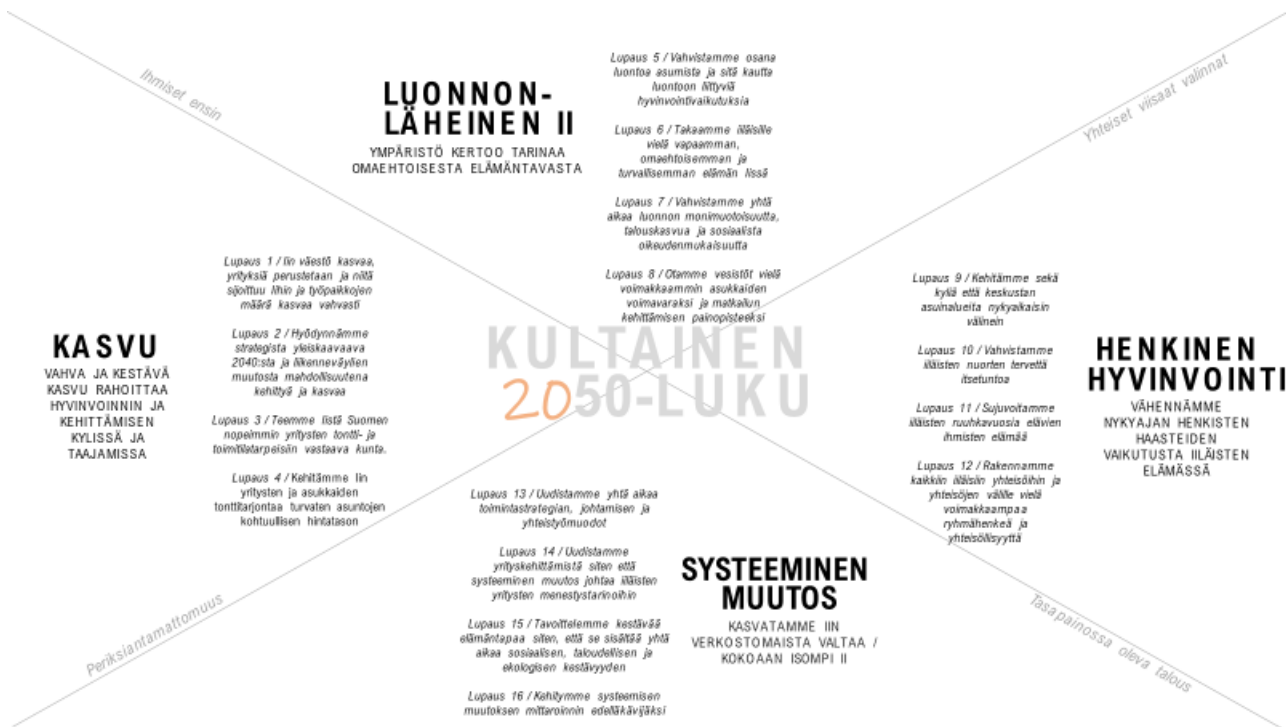 Ihmiset ensin
Yhteiset viisaat valinnat
LUONNON-
LÄHEINEN II
YMPÄRISTÖ KERTOO TARINAA
OMAEHTOISESTA ELÄMÄNTAVASTA
Lupaus 5 / Vahvistamme osana
luontoa asumista ja sitä kautta
luontoon liittyviä
hyvinvointivaikutuksia
Lupaus 6 / Takaamme iiläisille
vielä vapaamman,
omaehtoisemman ja
turvallisemman elämän Iissä
Lupaus 7 / Vahvistamme yhtä
aikaa luonnon monimuotoisuutta,
talouskasvua ja sosiaalista
oikeudenmukaisuutta
Lupaus 8 / Otamme vesistöt vielä
voimakkaammin asukkaiden
voimavaraksi ja matkailun
kehittämisen painopisteeksi
KASVU
VAHVA JA KESTÄVÄ
KASVU RAHOITTAA
HYVINVOINNIN JA
KEHITTÄMISEN
KYLISSÄ JA
TAAJAMISSA
Lupaus 1 / Iin väestö kasvaa,
yrityksiä perustetaan ja niitä
sijoittuu Iihin ja työpaikkojen
määrä kasvaa vahvasti
Lupaus 2 / Hyödynnämme
strategista yleiskaavaava
2040:sta ja liikenneväylien
muutosta mahdollisuutena
kehittyä ja kasvaa
Lupaus 3 / Teemme Iistä Suomen
nopeimmin yritysten tontti- ja
toimitilatarpeisiin vastaava kunta.
Lupaus 4 / Kehitämme Iin
yritysten ja asukkaiden
tonttitarjontaa turvaten asuntojen
kohtuullisen hintatason
KULTAINEN
2050-LUKU
Lupaus 9 / Kehitämme sekä
kyliä että keskustan
asuinalueita nykyaikaisin
välinein
Lupaus 10 / Vahvistamme
iiläisten nuorten tervettä
itsetuntoa
Lupaus 11 / Sujuvoitamme
iiläisten ruuhkavuosia elävien
ihmisten elämää
Lupaus 12 / Rakennamme
kaikkiin iiläisiin yhteisöihin ja
yhteisöjen välille vielä
voimakkaampaa
ryhmähenkeä ja
yhteisöllisyyttä
HENKINEN
HYVINVOINTI
VÄHENNÄMME
NYKYAJAN HENKISTEN
HAASTEIDEN
VAIKUTUSTA IILÄISTEN
ELÄMÄSSÄ
Lupaus 13 / Uudistamme yhtä aikaa
toimintastrategian, johtamisen ja
yhteistyömuodot
Lupaus 14 / Uudistamme
yrityskehittämistä siten että
systeeminen muutos johtaa iiläisten
yritysten menestystarinoihin
Lupaus 15 / Tavoittelemme kestävää
elämäntapaa siten, että se sisältää yhtä
aikaa sosiaalisen, taloudellisen ja
ekologisen kestävyyden
Lupaus 16 / Kehitymme systeemisen
muutoksen mittaroinnin edelläkävijäksi
SYSTEEMINEN
MUUTOS
KASVATAMME IIN
VERKOSTOMAISTA VALTAA /
KOKOAAN ISOMPI II
Periksiantamattomuus
Tasapainossa oleva talous